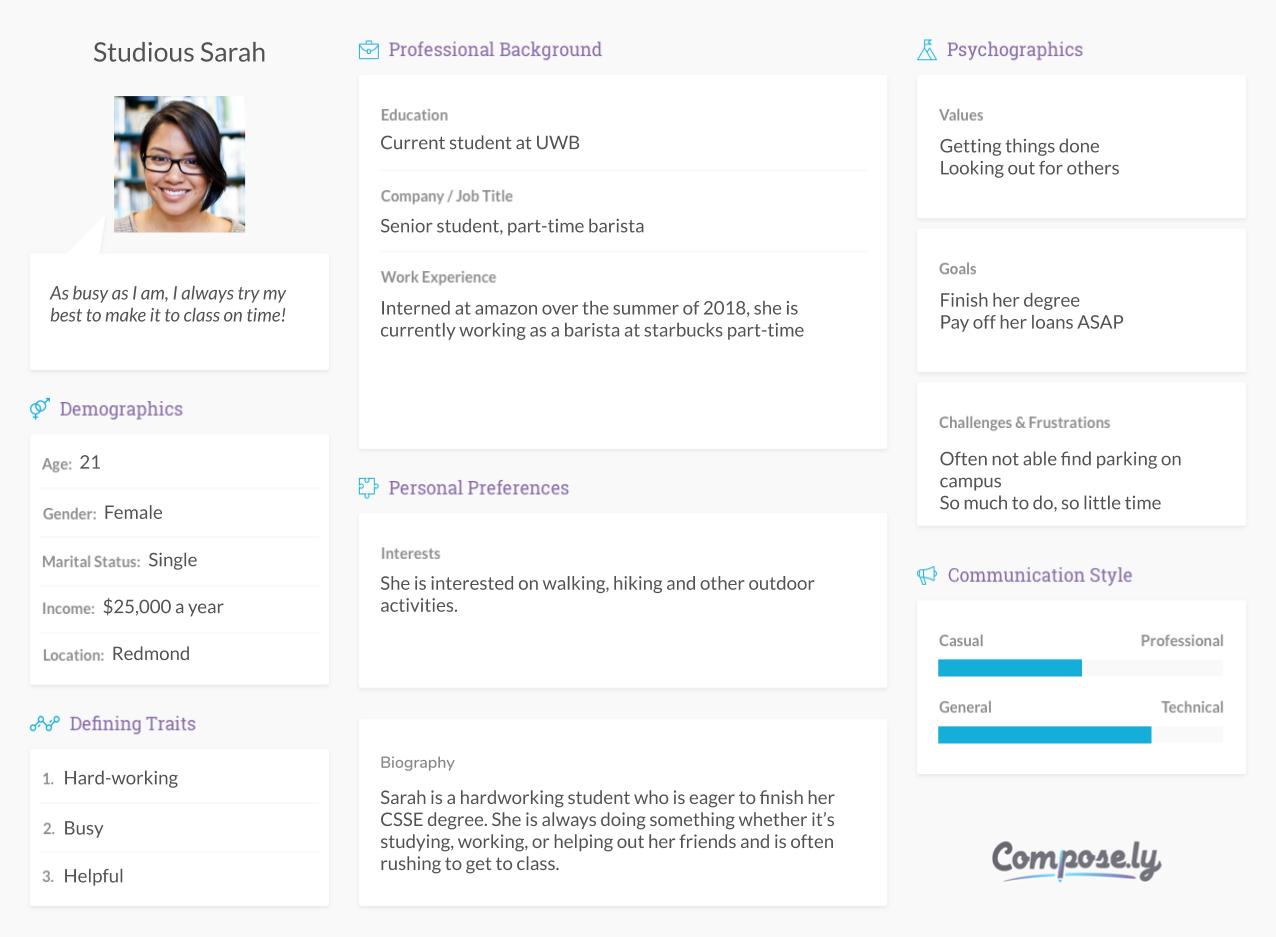 Studious Sarah
As busy as I am, I always try my
best to make it to class on time!
Demographics
Age: 21
Gender: Female
Marital Status: Single
Income: $25,000 a year
Location: Redmond
Defining Traits
1. Hard-working
2. Busy
3. Helpful
Professional Background
Education
Current student at UWB
Company / Job Title
Senior student, part-time barista
Work Experience
Interned at amazon over the summer of 2018, she is
currently working as a barista at starbucks part-time
Personal Preferences
Interests
She is interested on walking, hiking and other outdoor
activities.
Biography
Sarah is a hardworking student who is eager to finish her
CSSE degree. She is always doing something whether it’s
studying, working, or helping out her friends and is often
rushing to get to class.
Psychographics
Values
Getting things done
Looking out for others
Goals
Finish her degree
Pay off her loans ASAP
Challenges & Frustrations
Often not able find parking on
campus
So much to do, so little time
Communication Style
Casual Professional
General Technical
Compose.ly